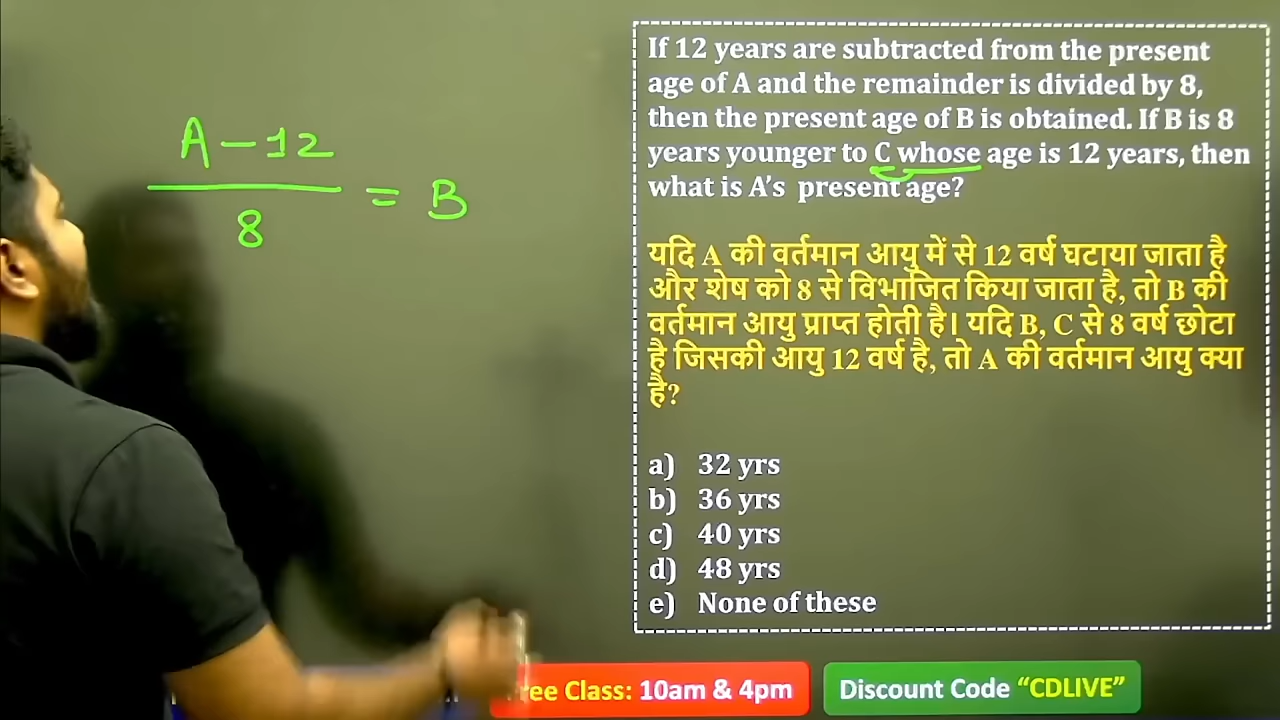 A-12
8
= B
If 12 years are subtracted from the present
age of A and the remainder is divided by 8,
then the present age of B is obtained. If B is 8
years younger to C whose age is 12 years, then
what is A's present age?
यदि A की वर्तमान आयु में से 12 वर्ष घटाया जाता है
और शेष को 8 से विभाजित किया जाता है, तो B की
वर्तमान आयु प्राप्त होती है। यदि B, C से 8 वर्ष छोटा
है जिसकी आयु 12 वर्ष है, तो A की वर्तमान आयु क्या
है?
a) 32 yrs
b) 36 yrs
c) 40 yrs
d) 48 yrs
e) None of these
Class: 10am & 4pm
Discount Code “CDLIVE”